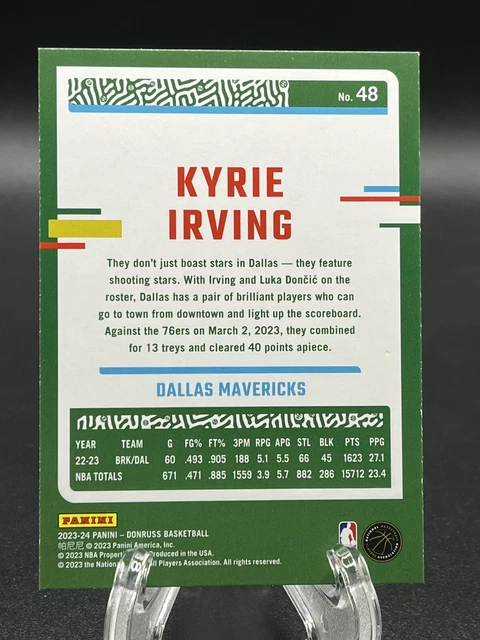 No. 48
KYRIE
IRVING
They don't just boast stars in Dallas — they feature
shooting stars. With Irving and Luka Dončić on the
roster, Dallas has a pair of brilliant players who can
go to town from downtown and light up the scoreboard.
Against the 76ers on March 2, 2023, they combined
for 13 treys and cleared 40 points apiece.
DALLAS MAVERICKS
YEAR TEAM G FG% FT% 3PM RPG APG STL BLK PTS PPG
22-23 BRK/DAL 60 .493 .905 188 5.1 5.5 66 45 1623 27.1
NBA TOTALS 671 .471 .885 1559 3.9 5.7 882 286 15712 23.4
PANINI
2023-24 PANINI – DONRUSS BASKETBALL
帕尼尼 © 2023 Panini America, Inc.
© 2023 NBA Propert Produced in the USA.
© 2023 the National ll Players Association. All rights reserved.